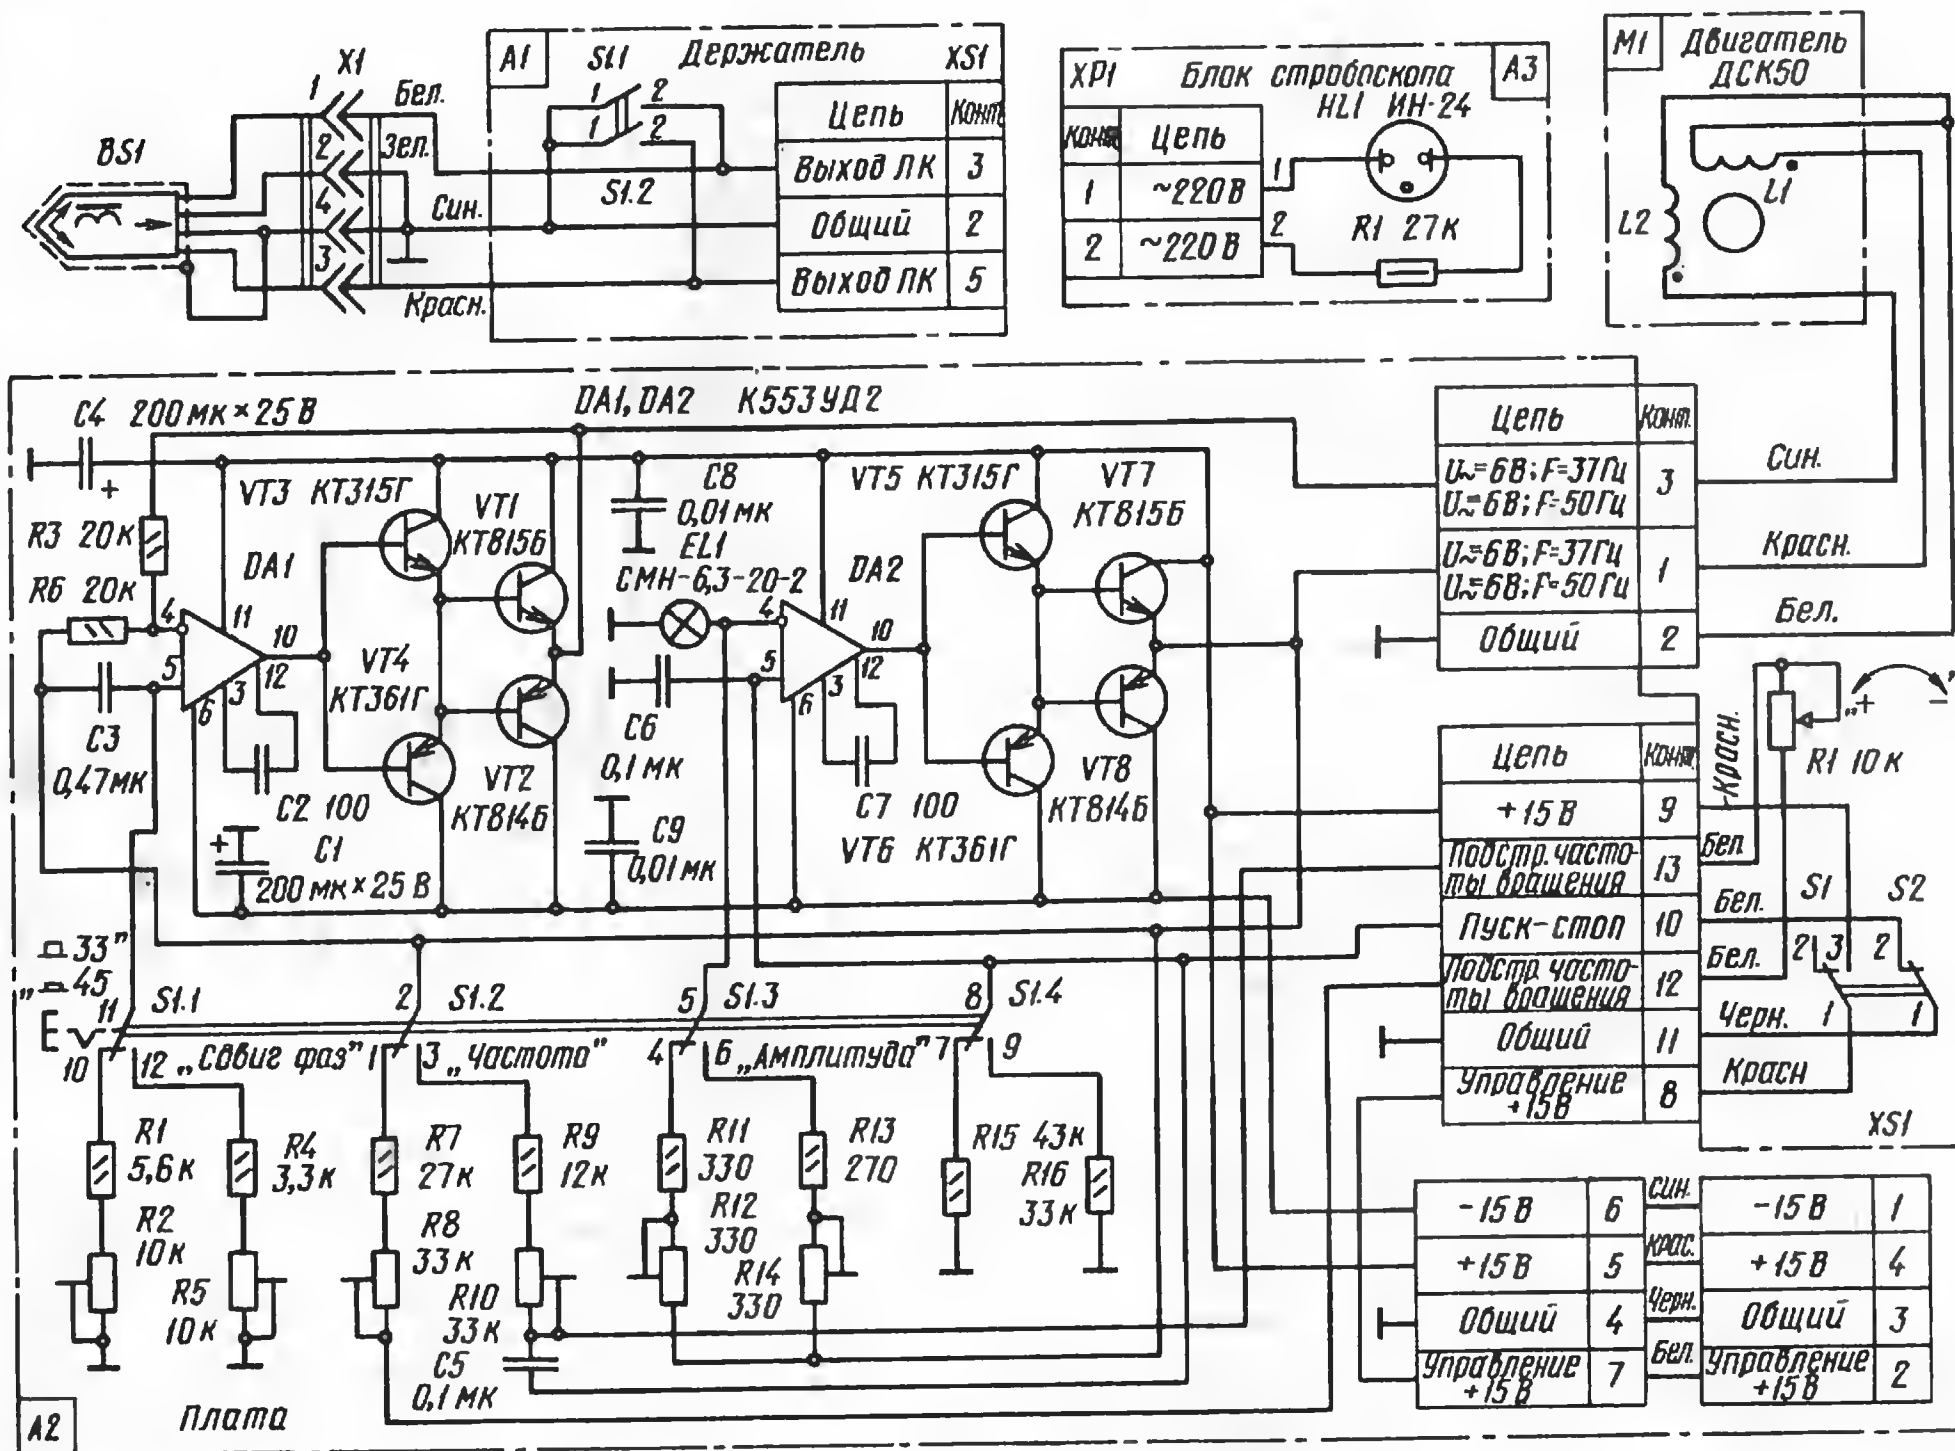 BS1
X1
1
2
4
3
Бел.
Зел.
Син.
Красн.
A1
Держатель
XS1
S1.1
1 2
1 2
S1.2
Цепь Конт.
Выход ЛК 3
Общий 2
Выход ПК 5
XP1 Блок стробоскопа A3
HL1 ИН-24
Конт. Цепь
1 ~220В
2 ~220В
1
2
R1 27к
M1 Двигатель
ДСК50
L1
L2
C4 200мк×25В
DA1, DA2 К553УД2
R3 20к
R6 20к
VT3 КТ315Г
VT1
КТ815Б
DA1
4
5
11
10
12
3
6
VT4
КТ361Г
C3
0,47мк
C2 100
VT2
КТ814Б
+ C1
200мк×25В
C8
0,01мк
EL1
СМН-6,3-20-2
VT5 КТ315Г
VT7
КТ815Б
DA2
4
5
11
10
12
3
6
C6
0,1мк
C7 100
C9
0,01мк
VT6 КТ361Г
VT8
КТ814Б
Цепь Конт.
U≈6В; F=37Гц
U≈6В; F=50Гц
3
U≈6В; F=37Гц
U≈6В; F=50Гц
1
Общий 2
Син.
Красн.
Бел.
Цепь Конт.
+15В 9
Подстр. часто-
ты вращения
13
Пуск-стоп 10
Подстр. часто-
ты вращения
12
Общий 11
Управление
+15В
8
Красн.
Бел
Бел.
Бел.
Черн.
Красн
„+ -”
R1 10к
S1
S2
2 3
2
1
1
XS1
„33”
„45
11 S1.1
10
12 „Сдвиг фаз”
2 S1.2
1
3 „Частота”
5 S1.3
4
6 „Амплитуда”
8 S1.4
7
9
R1
5,6к
R4
3,3к
R7
27к
R9
12к
R11
330
R13
270
R15 43к
R16
33к
R2
10к
R5
10к
R8
33к
R10
33к
R12
330
R14
330
C5
0,1мк
-15В 6 син. -15В 1
+15В 5 крас. +15В 4
Общий 4 Черн. Общий 3
Управление
+15В
7 Бел. Управление
+15В
2
A2
Плата